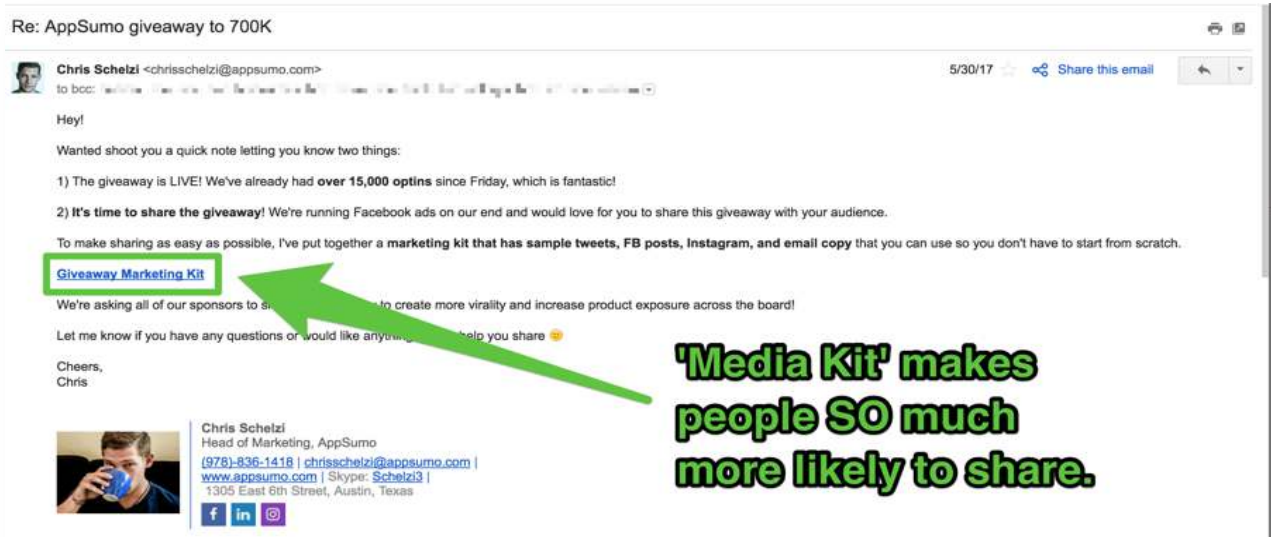 Re: AppSumo giveaway to 700K
Chris Schelzi <chrisschelzi@appsumo.com>
5/30/17
Share this email
to bcc:
Hey!
Wanted shoot you a quick note letting you know two things:
1) The giveaway is LIVE! We've already had over 15,000 optins since Friday, which is fantastic!
2) It's time to share the giveaway! We're running Facebook ads on our end and would love for you to share this giveaway with your audience.
To make sharing as easy as possible, I've put together a marketing kit that has sample tweets, FB posts, Instagram, and email copy that you can use so you don't have to start from scratch.
Giveaway Marketing Kit
We're asking all of our sponsors to to create more virality and increase product exposure across the board!
Let me know if you have any questions or would like help you share
Cheers,
Chris
'Media Kit' makes
people SO much
more likely to share.
Chris Schelzi
Head of Marketing, AppSumo
(978)-836-1418 | chrisschelzi@appsumo.com |
www.appsumo.com | Skype: Schelzi3 |
1305 East 6th Street, Austin, Texas
f in